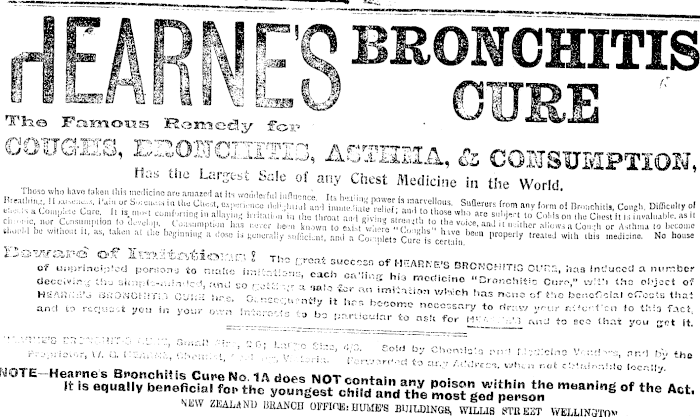 HEARNE'S BRONCHITIS
CURE
The Famous Remedy for
COUGHS, BRONCHITIS, ASTHMA, & CONSUMPTION,
Has the Largest Sale of any Chest Medicine in the World.
Those who have taken this medicine are amazed at its wonderful influence. Its healing power is marvellous. Sufferers from any form of Bronchitis, Cough, Difficulty of
Breathing, Hoarseness, Pain or Soreness in the Chest, experience delightful and immediate relief; and to those who are subject to Colds on the Chest it is invaluable, as it
effects a Complete Cure. It is most comforting in allaying irritation in the throat and giving strength to the voice, and it neither allows a Cough or Asthma to become
chronic, nor Consumption to develop. Consumption has never been known to exist where "Coughs" have been properly treated with this medicine. No house
should be without it, as, taken at the beginning a dose is generally sufficient, and a Complete Cure is certain.
Beware of Imitations! The great success of HEARNE'S BRONCHITIS CURE, has induced a number
of unprincipled persons to make imitations, each calling his medicine "Bronchitis Cure," with the object of
deceiving the simple-minded, and so getting a sale for an imitation which has none of the beneficial effects that
HEARNE'S BRONCHITIS CURE has. Consequently it has become necessary to draw your attention to this fact,
and to request you in your own interests to be particular to ask for HEARNE'S and to see that you get it.
HEARNE'S BRONCHITIS CURE, Small Size, 2/6; Large Size, 4/6. Sold by Chemists and Medicine Vendors, and by the
Proprietor, W. G. HEARNE, Chemist, Victoria. Forwarded to any Address, when not obtainable locally.
NOTE—Hearne's Bronchitis Cure No. 1A does NOT contain any poison within the meaning of the Act.
It is equally beneficial for the youngest child and the most ged person
NEW ZEALAND BRANCH OFFICE: HUME'S BUILDINGS, WILLIS STREET WELLINGTON